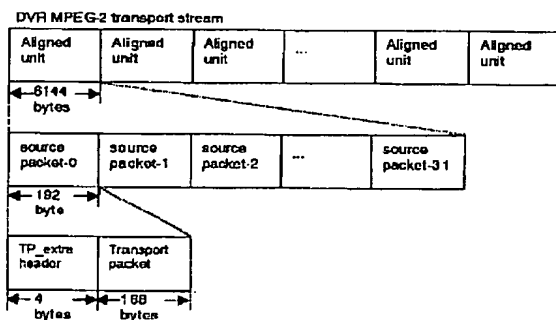 DVR MPEG-2 transport stream
Aligned unit
Aligned unit
Aligned unit
...
Aligned unit
Aligned unit
6144
bytes
source packet-0
source packet-1
source packet-2
...
source packet-31
192
byte
TP_extra header
Transport packet
4 bytes
188 bytes